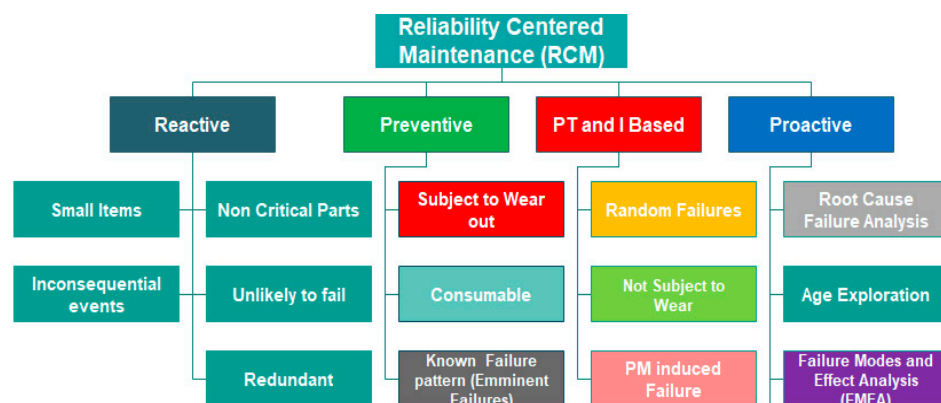 Reliability Centered
Maintenance (RCM)
Reactive
Preventive
PT and I Based
Proactive
Small Items
Non Critical Parts
Subject to Wear
out
Random Failures
Root Cause
Failure Analysis
Inconsequential
events
Unlikely to fail
Consumable
Not Subject to
Wear
Age Exploration
Redundant
Known Failure
pattern (Emminent
Failures)
PM induced
Failure
Failure Modes and
Effect Analysis
(FMEA)